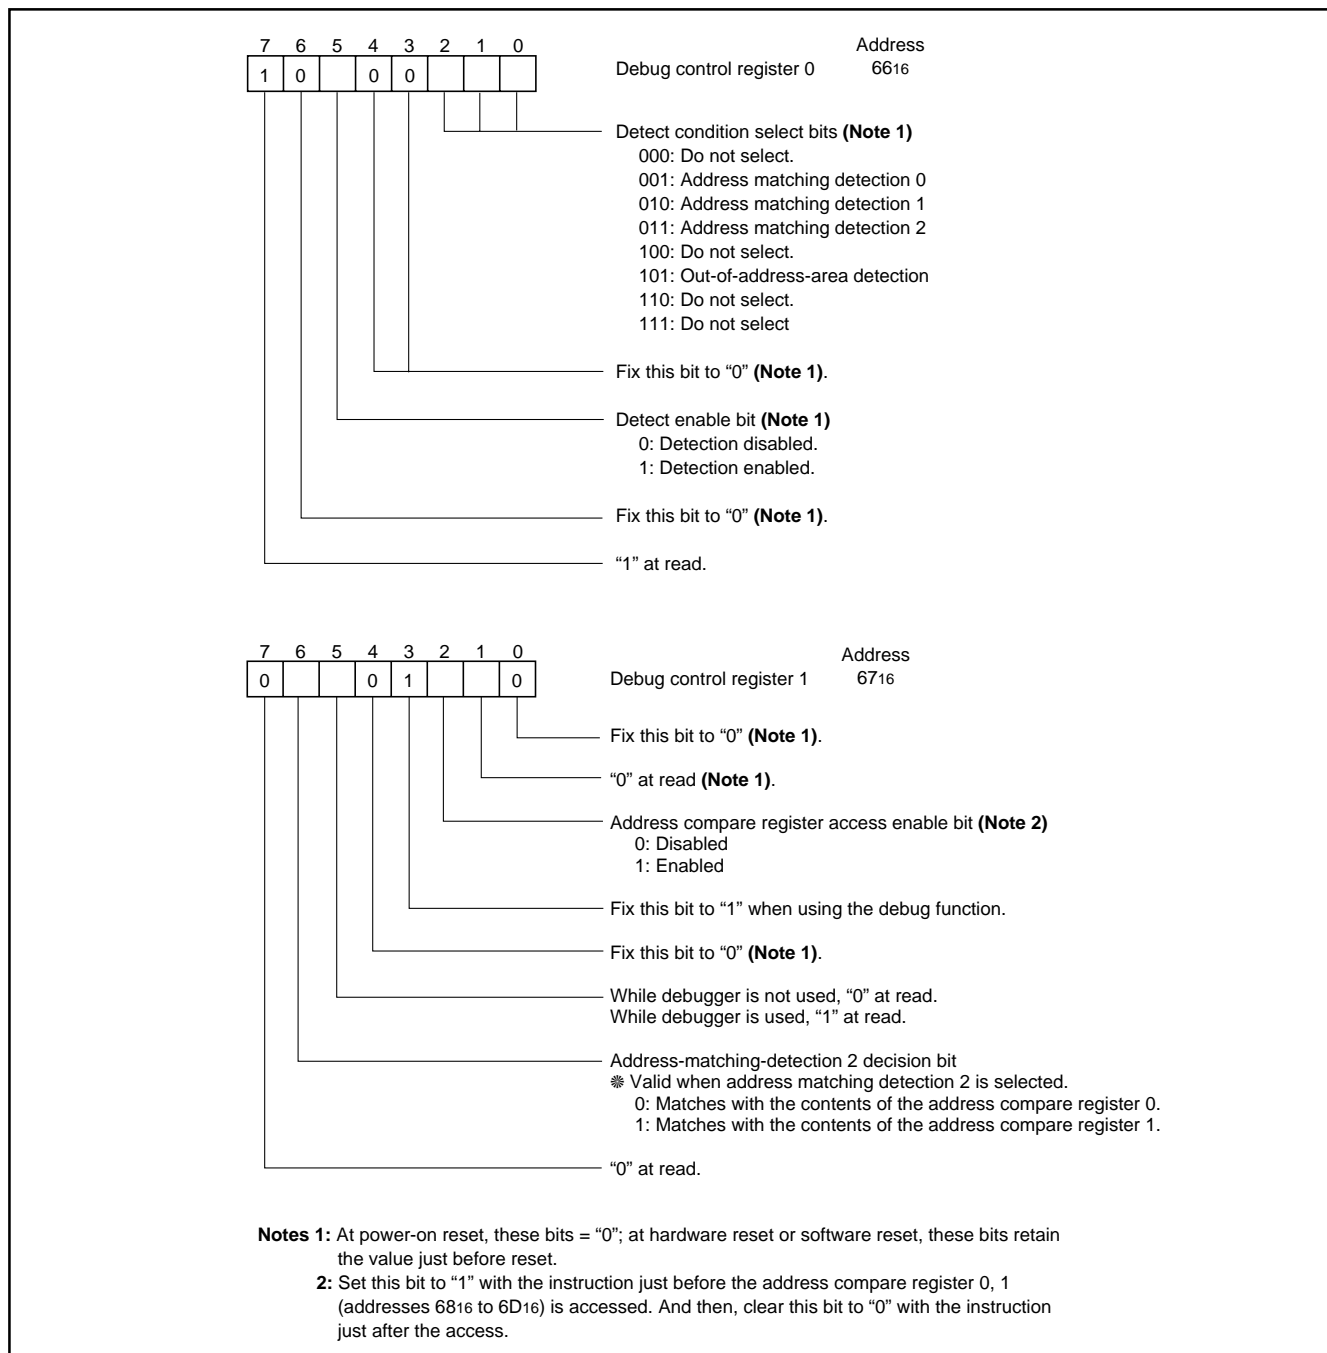 7 6 5 4 3 2 1 0
Address
1 0 0 0
Debug control register 0
6616
Detect condition select bits (Note 1)
000: Do not select.
001: Address matching detection 0
010: Address matching detection 1
011: Address matching detection 2
100: Do not select.
101: Out-of-address-area detection
110: Do not select.
111: Do not select
Fix this bit to “0” (Note 1).
Detect enable bit (Note 1)
0: Detection disabled.
1: Detection enabled.
Fix this bit to “0” (Note 1).
“1” at read.
7 6 5 4 3 2 1 0
Address
0 0 1 0
Debug control register 1
6716
Fix this bit to “0” (Note 1).
“0” at read (Note 1).
Address compare register access enable bit (Note 2)
0: Disabled
1: Enabled
Fix this bit to “1” when using the debug function.
Fix this bit to “0” (Note 1).
While debugger is not used, “0” at read.
While debugger is used, “1” at read.
Address-matching-detection 2 decision bit
❋ Valid when address matching detection 2 is selected.
0: Matches with the contents of the address compare register 0.
1: Matches with the contents of the address compare register 1.
“0” at read.
Notes 1: At power-on reset, these bits = “0”; at hardware reset or software reset, these bits retain
the value just before reset.
2: Set this bit to “1” with the instruction just before the address compare register 0, 1
(addresses 6816 to 6D16) is accessed. And then, clear this bit to “0” with the instruction
just after the access.